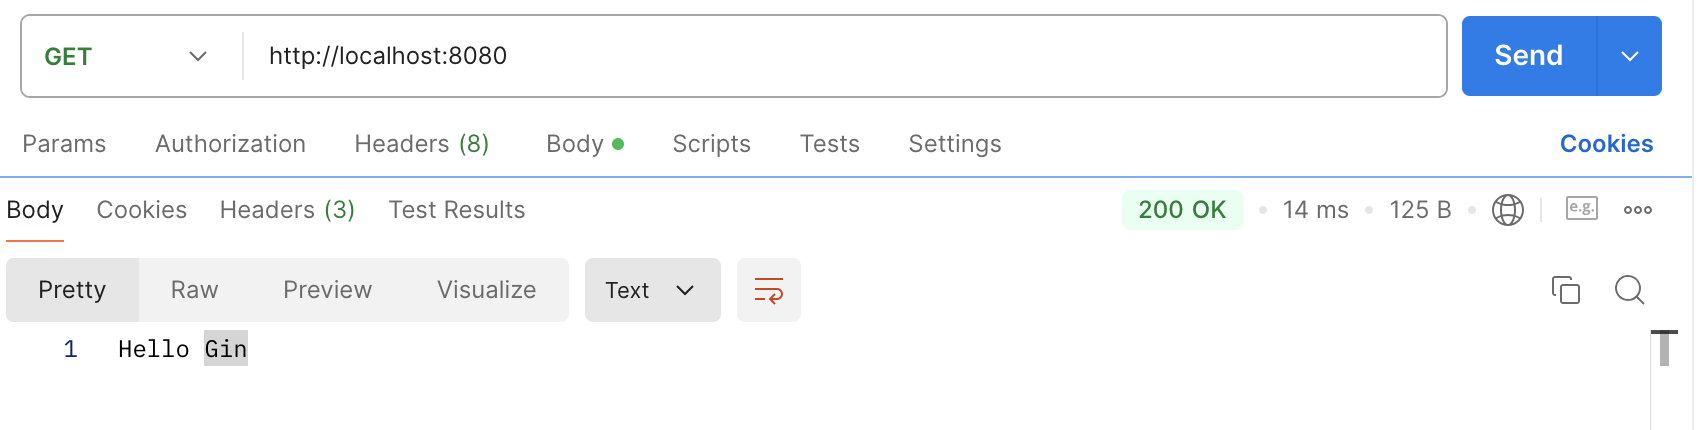 GET http://localhost:8080 Send
Params Authorization Headers (8) Body Scripts Tests Settings Cookies
Body Cookies Headers (3) Test Results 200 OK 14 ms 125 B e.g.
Pretty Raw Preview Visualize Text
1 Hello Gin